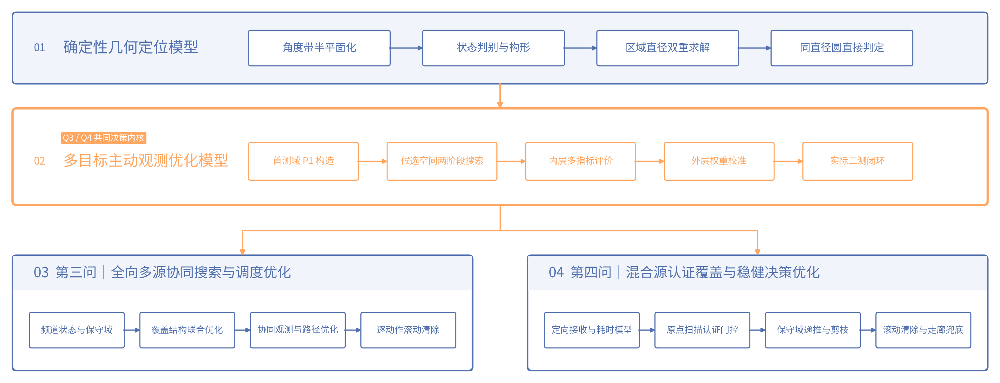 01 确定性几何定位模型
角度带半平面化
状态判别与构形
区域直径双重求解
同直径圆直接判定
Q3 / Q4 共同决策内核
02 多目标主动观测优化模型
首测域 P1 构造
候选空间两阶段搜索
内层多指标评价
外层权重校准
实际二测闭环
03 第三问｜全向多源协同搜索与调度优化
频道状态与保守域
覆盖结构联合优化
协同观测与路径优化
逐动作滚动清除
04 第四问｜混合源认证覆盖与稳健决策优化
定向接收与耗时模型
原点扫描认证门控
保守域递推与剪枝
滚动清除与走廊兜底